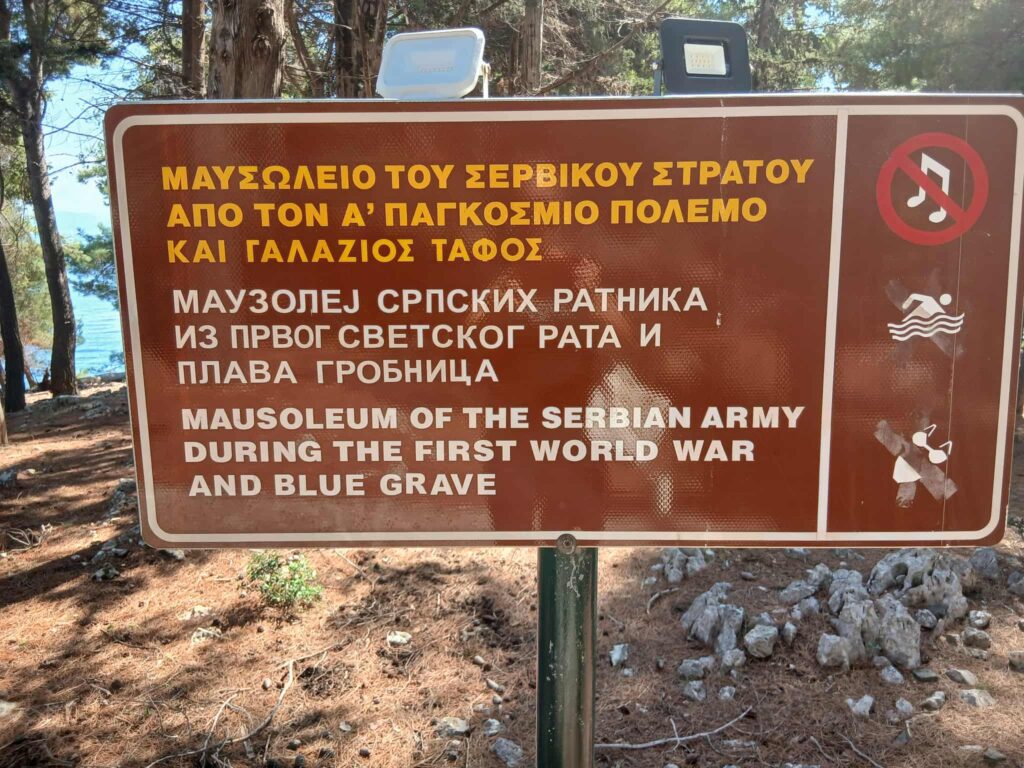 ΜΑΥΣΩΛΕΙΟ ΤΟΥ ΣΕΡΒΙΚΟΥ ΣΤΡΑΤΟΥ
ΑΠΟ ΤΟΝ Α' ΠΑΓΚΟΣΜΙΟ ΠΟΛΕΜΟ
ΚΑΙ ΓΑΛΑΖΙΟΣ ΤΑΦΟΣ
МАУЗОЛЕЈ СРПСКИХ РАТНИКА
ИЗ ПРВОГ СВЕТСКОГ РАТА И
ПЛАВА ГРОБНИЦА
MAUSOLEUM OF THE SERBIAN ARMY
DURING THE FIRST WORLD WAR
AND BLUE GRAVE